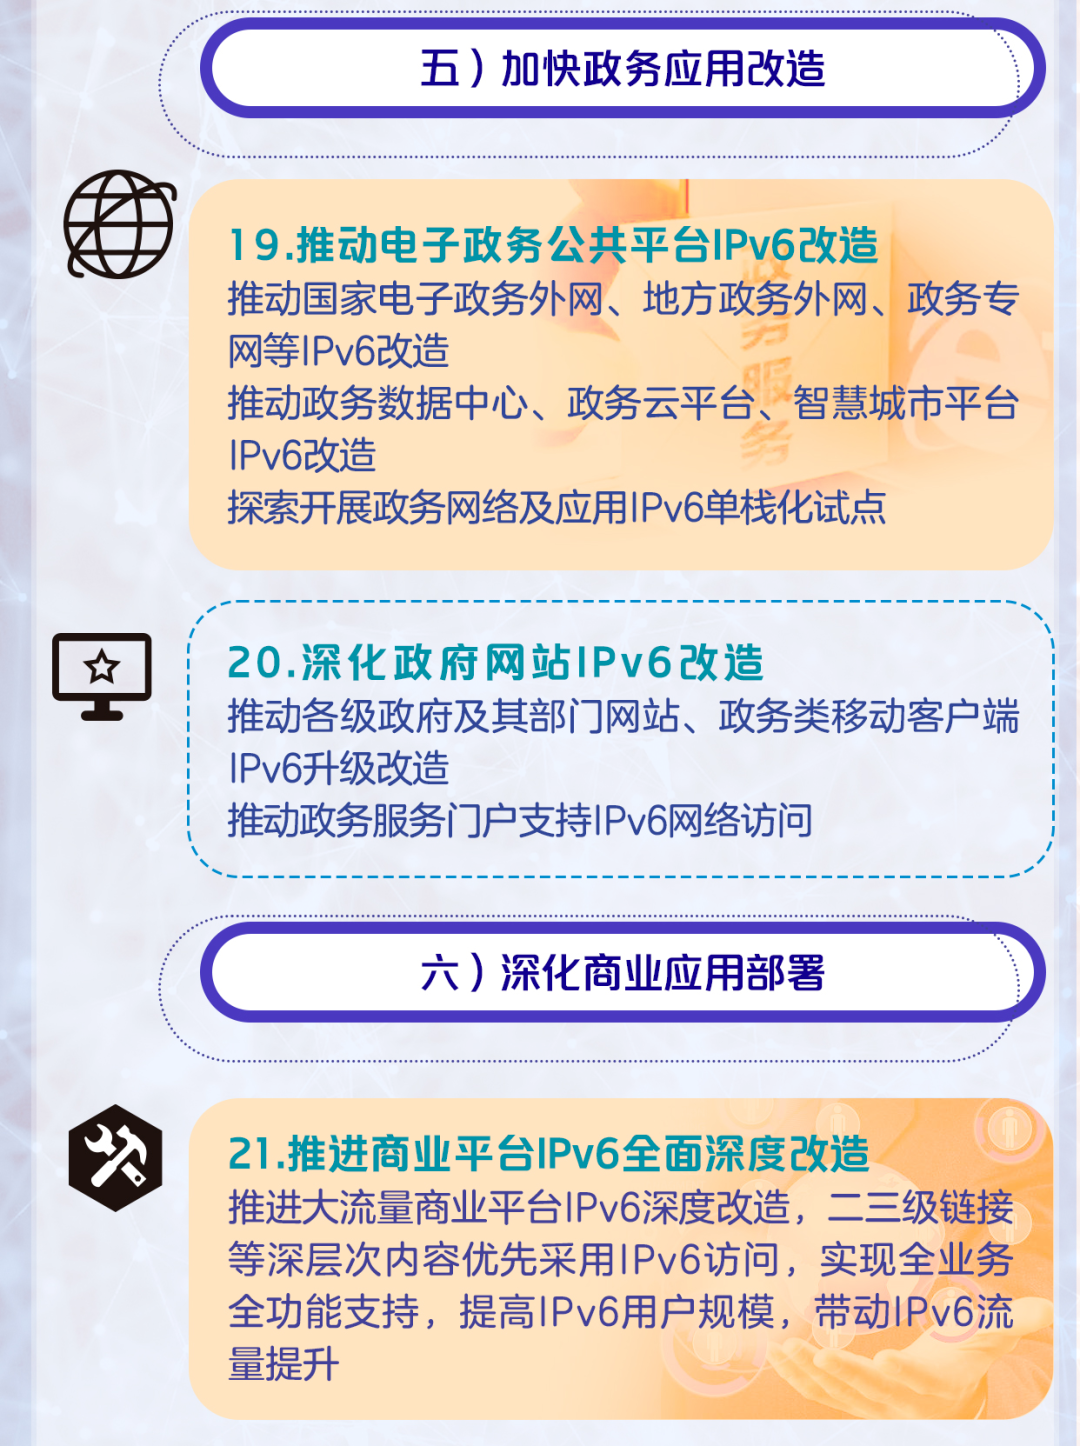 五）加快政务应用改造
19.推动电子政务公共平台IPv6改造
推动国家电子政务外网、地方政务外网、政务专
网等IPv6改造
推动政务数据中心、政务云平台、智慧城市平台
IPv6改造
探索开展政务网络及应用IPv6单栈化试点
政务服务
20.深化政府网站IPv6改造
推动各级政府及其部门网站、政务类移动客户端
IPv6升级改造
推动政务服务门户支持IPv6网络访问
六）深化商业应用部署
21.推进商业平台IPv6全面深度改造
推进大流量商业平台IPv6深度改造，二三级链接
等深层次内容优先采用IPv6访问，实现全业务
全功能支持，提高IPv6用户规模，带动IPv6流
量提升